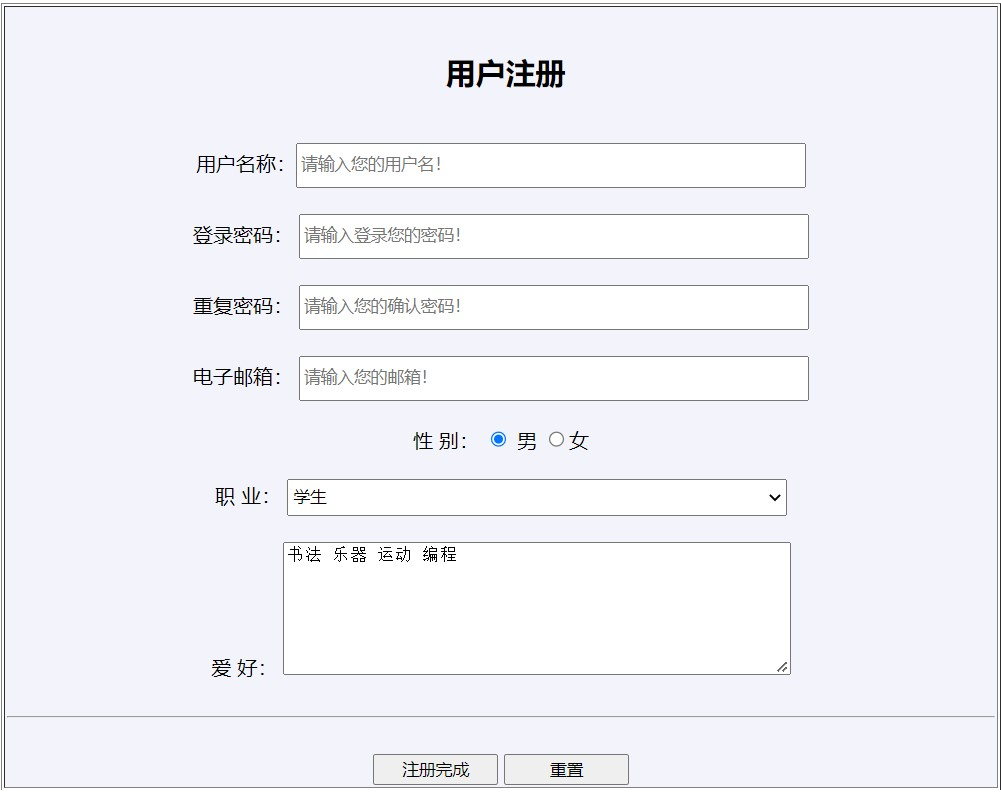 用户注册
用户名称： 请输入您的用户名！
登录密码： 请输入登录您的密码！
重复密码： 请输入您的确认密码！
电子邮箱： 请输入您的邮箱！
性 别： 男 女
职 业： 学生
书法 乐器 运动 编程
爱 好：
注册完成 重置